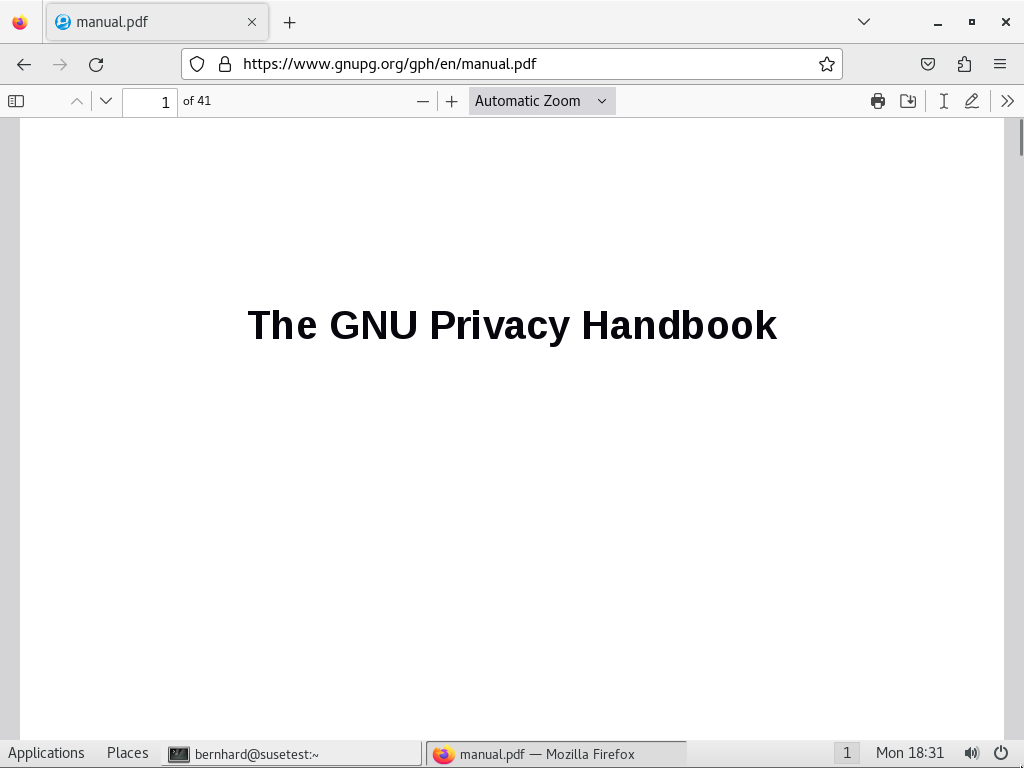 manual.pdf
https://www.gnupg.org/gph/en/manual.pdf
1 of 41 Automatic Zoom
The GNU Privacy Handbook
Applications Places bernhard@susetest:~ manual.pdf — Mozilla Firefox 1 Mon 18:31